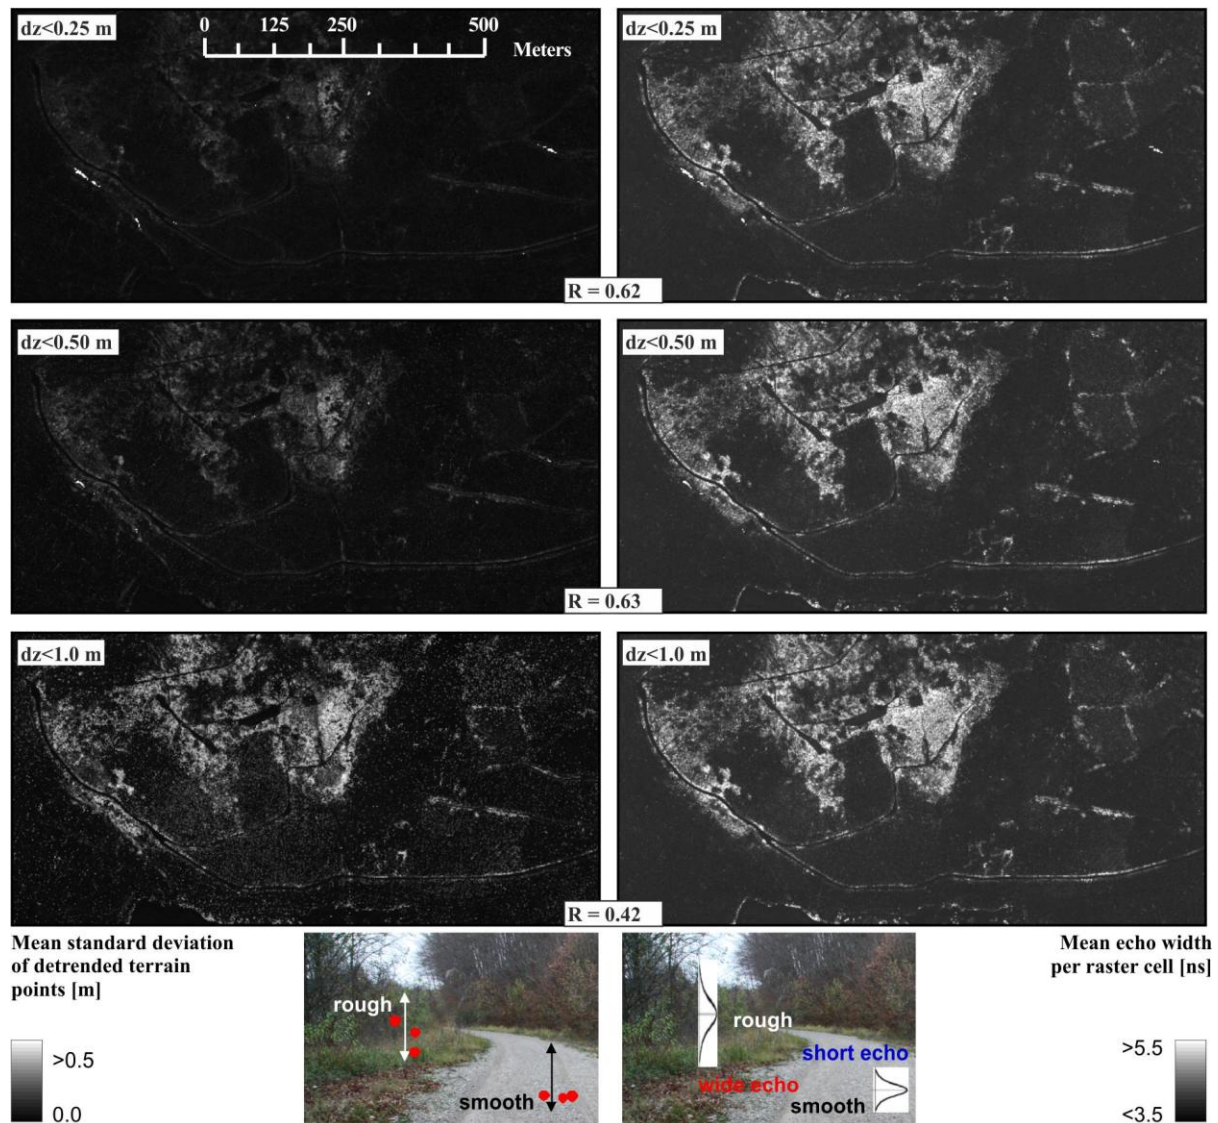 dz<0.25 m
0 125 250 500
Meters
dz<0.25 m
R = 0.62
dz<0.50 m
dz<0.50 m
R = 0.63
dz<1.0 m
dz<1.0 m
R = 0.42
Mean standard deviation
of detrended terrain
points [m]
>0.5
0.0
rough
smooth
rough
short echo
wide echo
smooth
Mean echo width
per raster cell [ns]
>5.5
<3.5